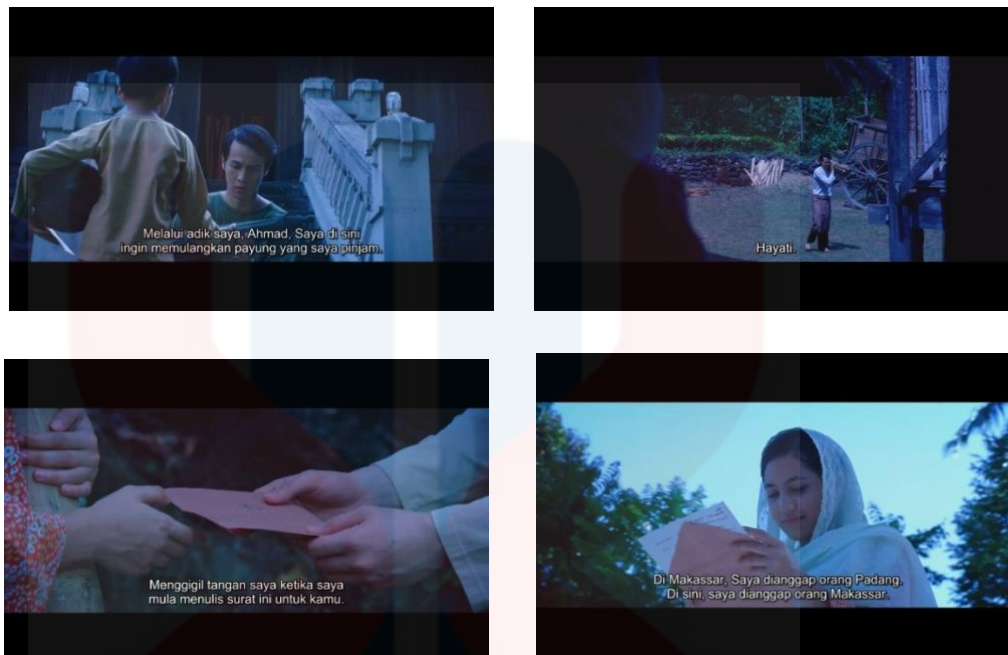 Melalui adik saya, Ahmad, Saya di sini
ingin memulangkan payung yang saya pinjam.
Hayati.
Menggigil tangan saya ketika saya
mula menulis surat ini untuk kamu.
Di Makassar, Saya dianggap orang Padang.
Di sini, saya dianggap orang Makassar.